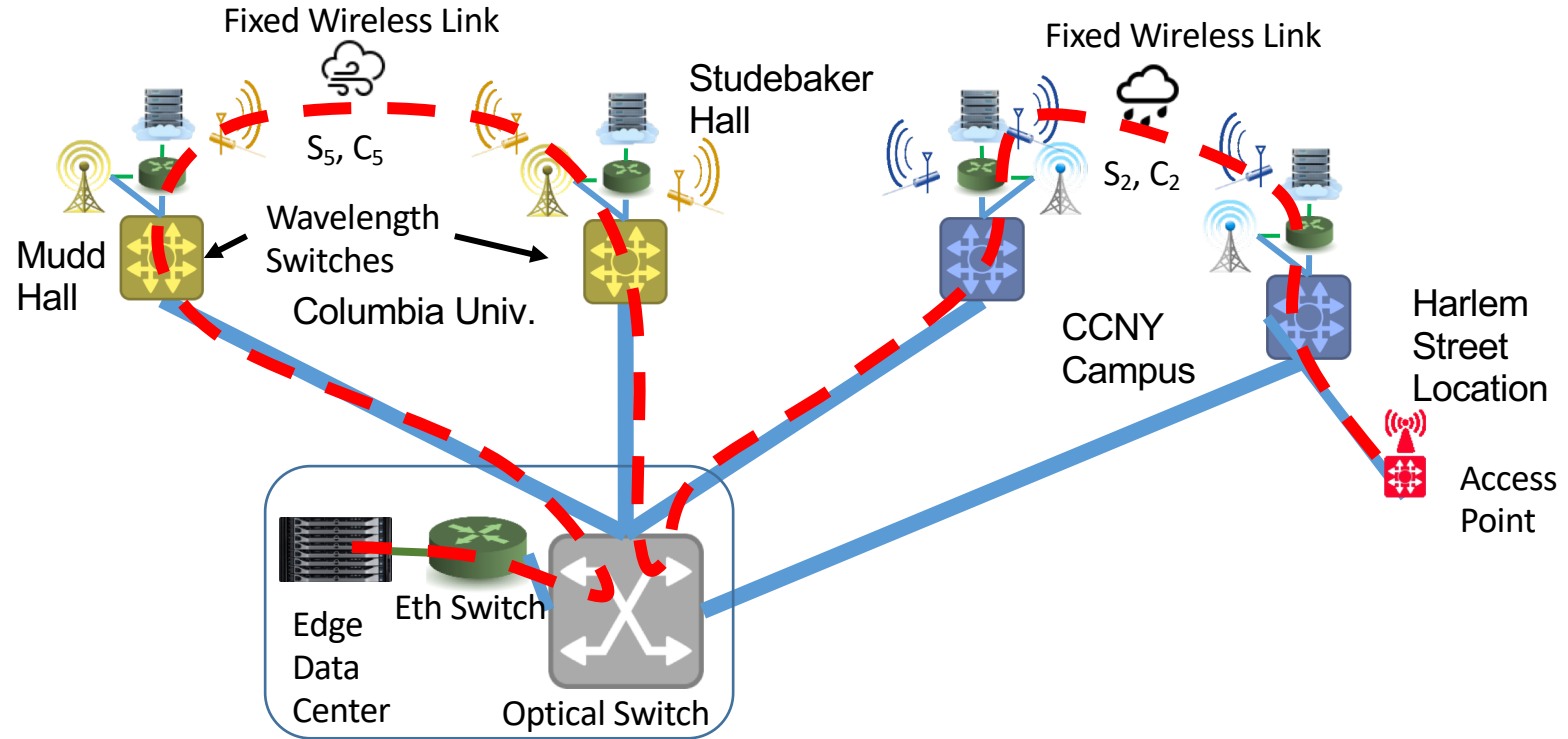 Fixed Wireless Link
Fixed Wireless Link
Studebaker
Hall
S₅, C₅
S₂, C₂
Wavelength
Switches
Mudd
Hall
Columbia Univ.
CCNY
Campus
Harlem
Street
Location
Access
Point
Eth Switch
Edge
Data
Center
Optical Switch